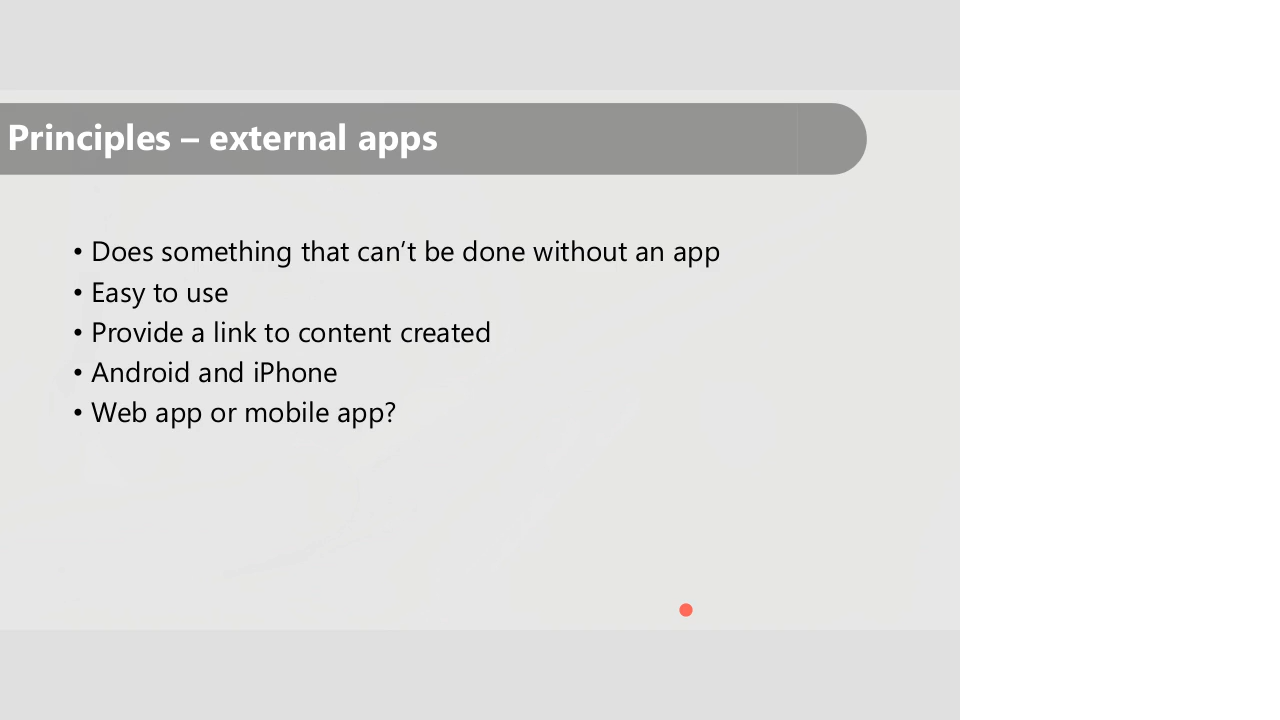 Principles – external apps
• Does something that can’t be done without an app
• Easy to use
• Provide a link to content created
• Android and iPhone
• Web app or mobile app?